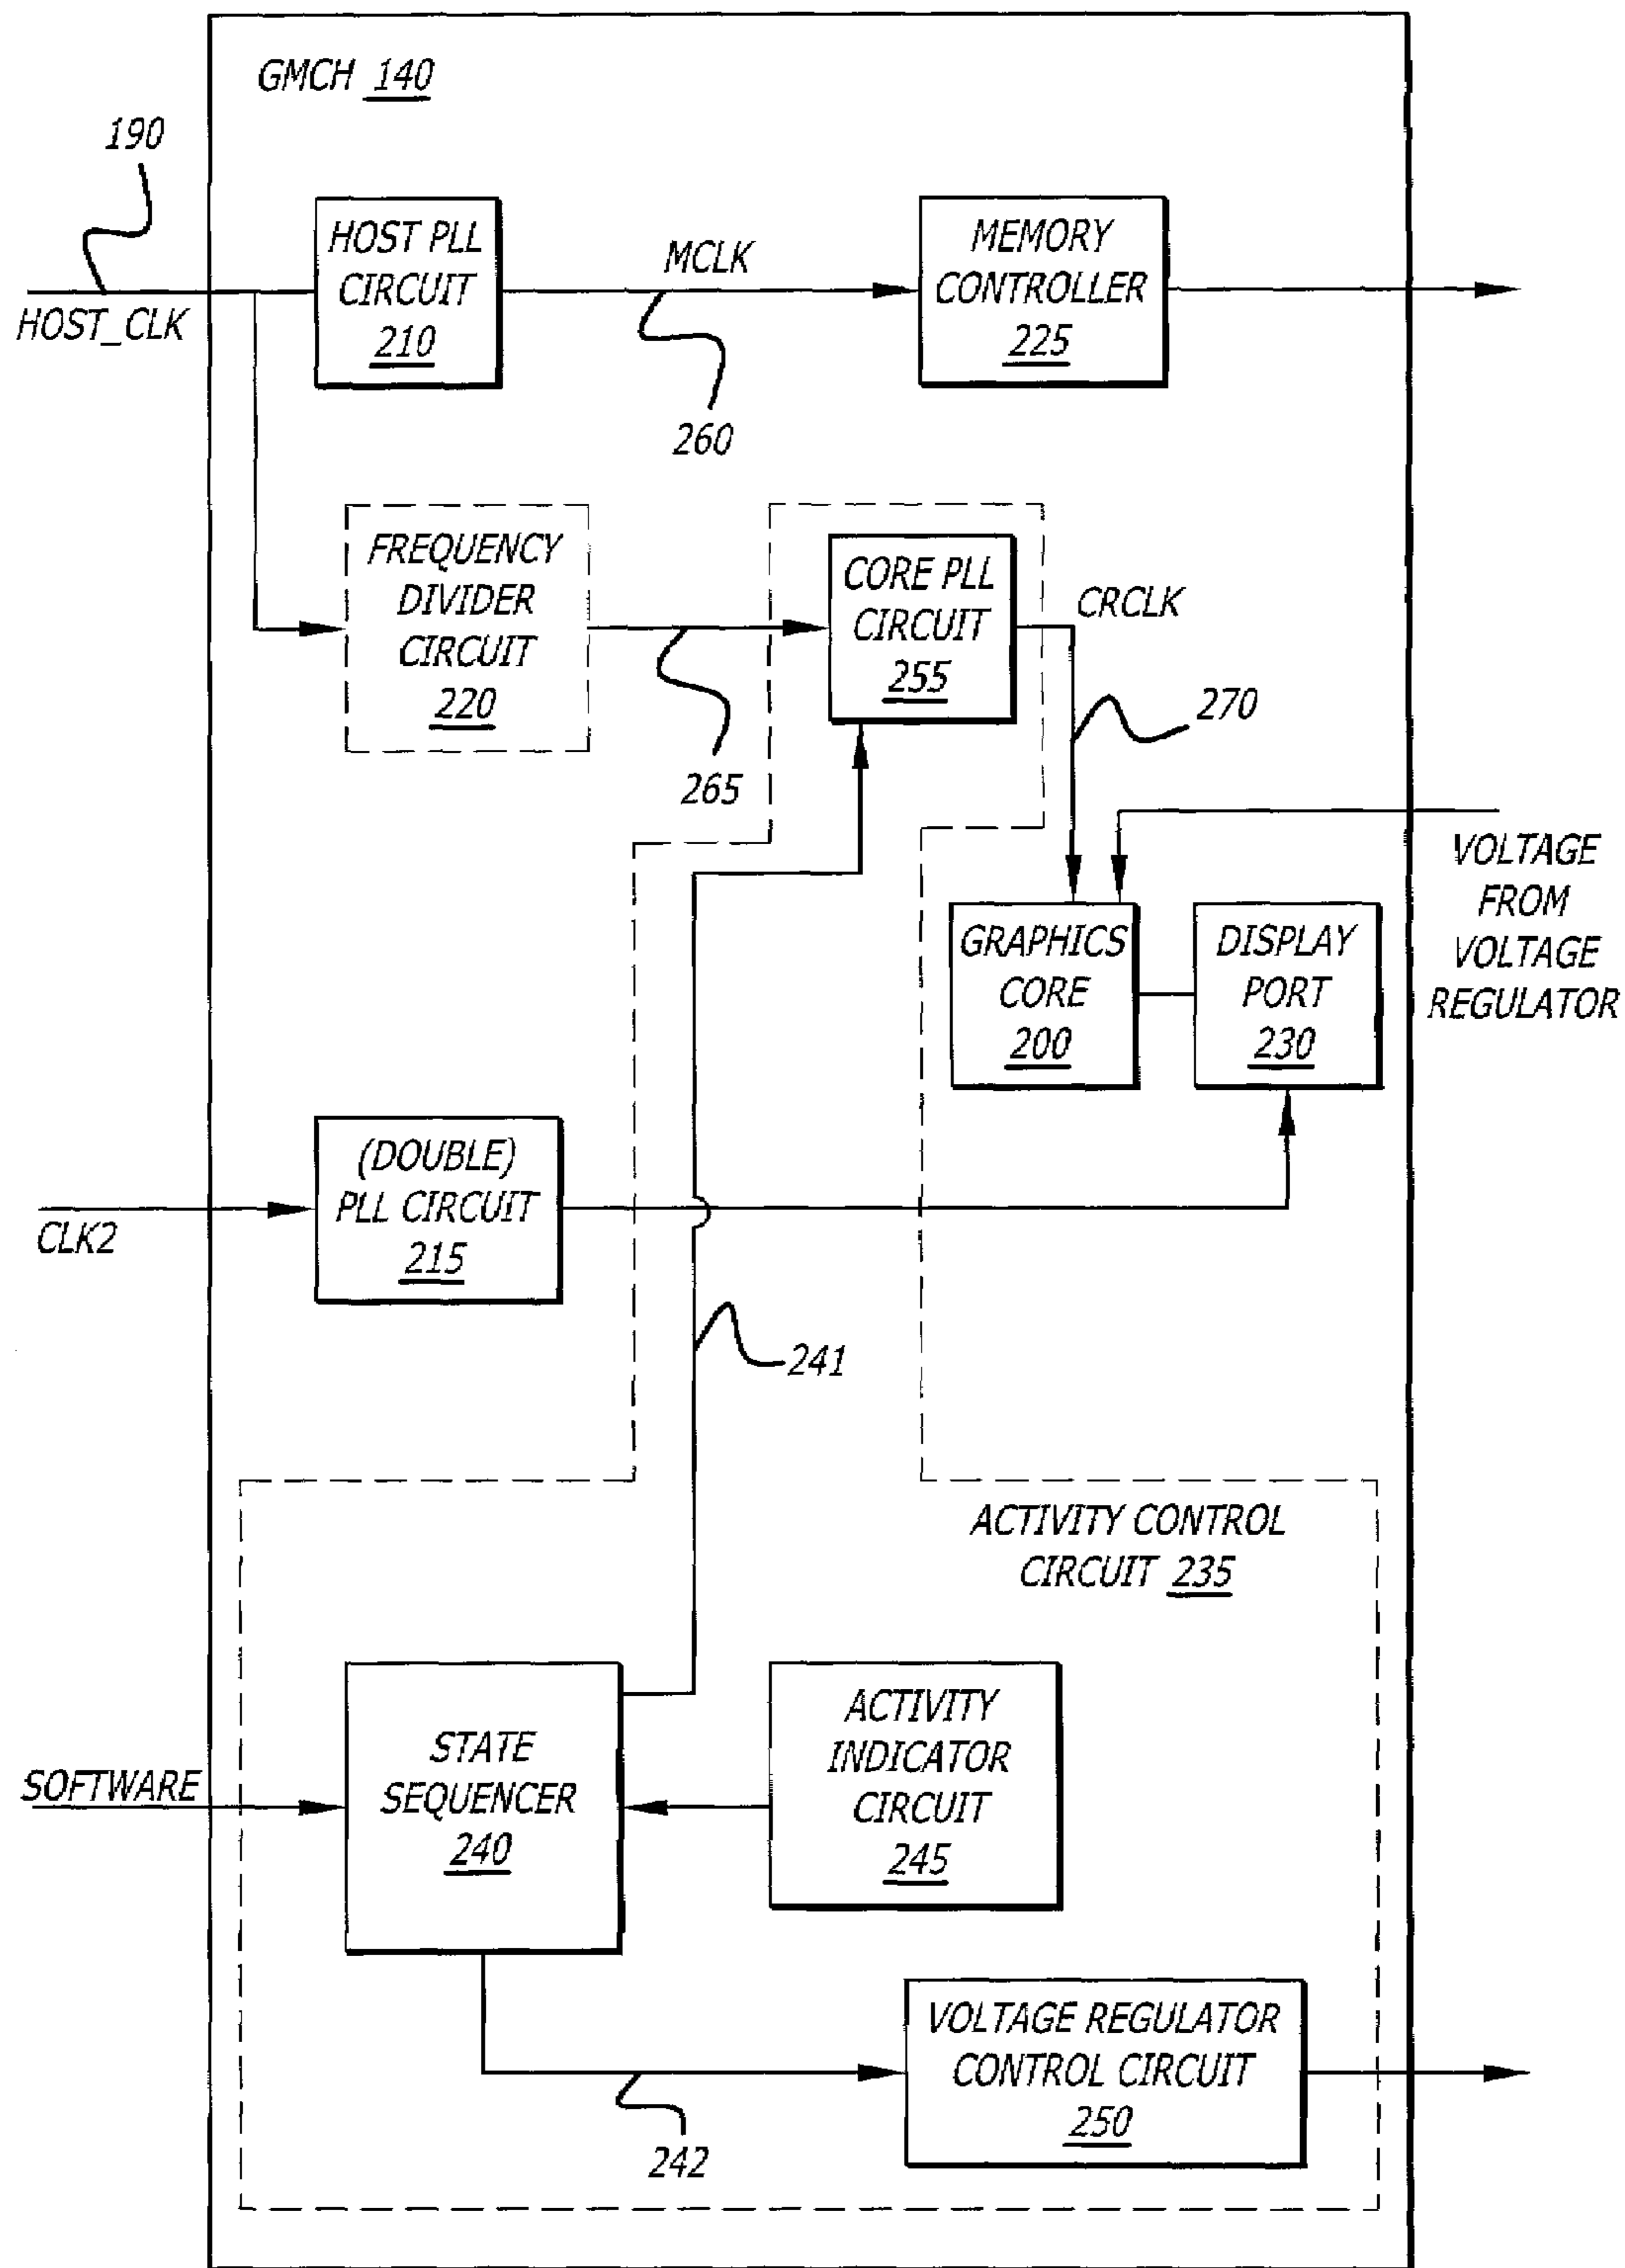 GMCH 140
190
HOST_CLK
HOST PLL
CIRCUIT
210
MCLK
260
MEMORY
CONTROLLER
225
FREQUENCY
DIVIDER
CIRCUIT
220
265
CORE PLL
CIRCUIT
255
CRCLK
270
VOLTAGE
FROM
VOLTAGE
REGULATOR
GRAPHICS
CORE
200
DISPLAY
PORT
230
CLK2
(DOUBLE)
PLL CIRCUIT
215
241
ACTIVITY CONTROL
CIRCUIT 235
SOFTWARE
STATE
SEQUENCER
240
ACTIVITY
INDICATOR
CIRCUIT
245
242
VOLTAGE REGULATOR
CONTROL CIRCUIT
250